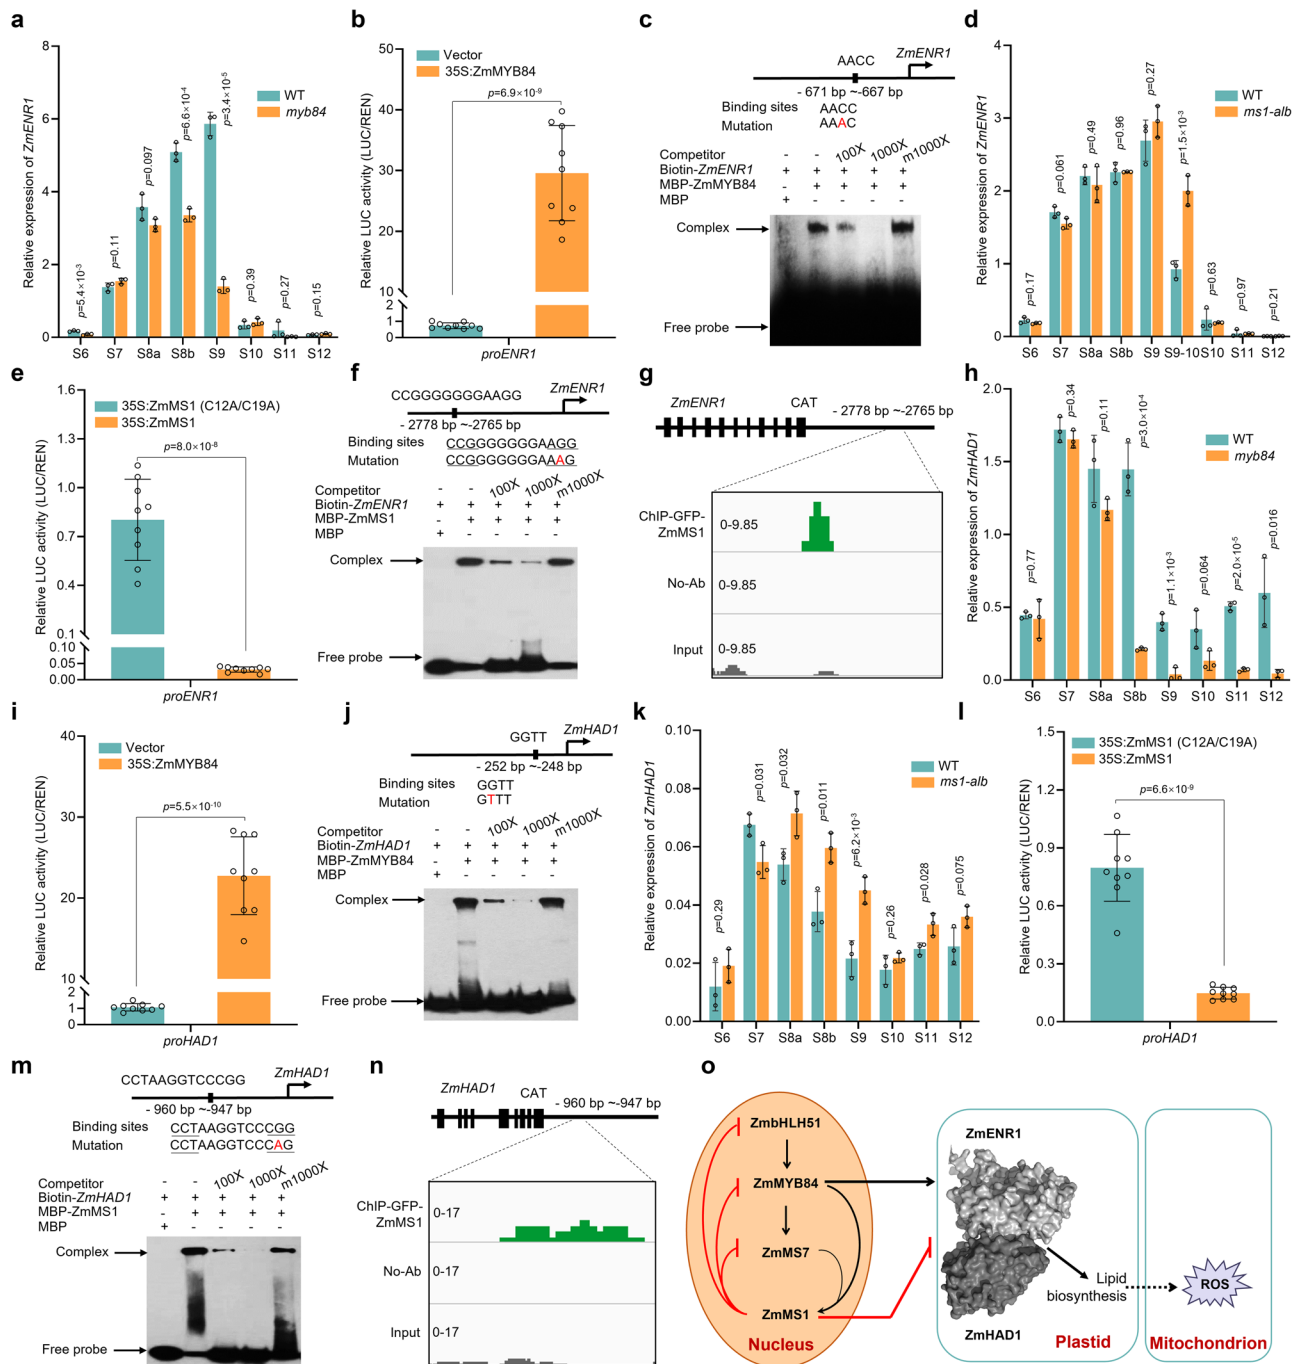 a
Relative expression of ZmENR1
8
6
4
2
0
WT
myb84
p=5.4×10-3
p=0.11
p=0.097
p=6.6×10-4
p=3.4×10-5
p=0.39
p=0.27
p=0.15
S6 S7 S8a S8b S9 S10 S11 S12
b
Relative LUC activity (LUC/REN)
50
40
30
20
10
2
1
0
Vector
35S:ZmMYB84
p=6.9×10-9
proENR1
c
AACC
ZmENR1
- 671 bp ~-667 bp
Binding sites AACC
Mutation AAAC
Competitor - - 100X 1000X m1000X
Biotin-ZmENR1 + + + + +
MBP-ZmMYB84 - + + + +
MBP + - - - -
Complex
Free probe
d
Relative expression of ZmENR1
4
3
2
1
0
WT
ms1-alb
p=0.17
p=0.061
p=0.49
p=0.96
p=0.27
p=1.5×10-3
p=0.63
p=0.97
p=0.21
S6 S7 S8a S8b S9 S9-10 S10 S11 S12
e
Relative LUC activity (LUC/REN)
1.6
1.3
1.0
0.7
0.4
0.1
0.10
0.05
0.00
35S:ZmMS1 (C12A/C19A)
35S:ZmMS1
p=8.0×10-8
proENR1
f
CCGGGGGGGAAGG
ZmENR1
- 2778 bp ~-2765 bp
Binding sites CCGGGGGGGAAGG
Mutation CCGGGGGGGAAAG
Competitor - - 100X 1000X m1000X
Biotin-ZmENR1 + + + + +
MBP-ZmMS1 - + + + +
MBP + - - - -
Complex
Free probe
g
ZmENR1 CAT - 2778 bp ~-2765 bp
ChIP-GFP-ZmMS1 0-9.85
No-Ab 0-9.85
Input 0-9.85
h
Relative expression of ZmHAD1
2.0
1.5
1.0
0.5
0.0
WT
myb84
p=0.77
p=0.34
p=0.11
p=3.0×10-4
p=1.1×10-3
p=0.064
p=2.0×10-5
p=0.016
S6 S7 S8a S8b S9 S10 S11 S12
i
Relative LUC activity (LUC/REN)
40
30
20
10
2
1
0
Vector
35S:ZmMYB84
p=5.5×10-10
proHAD1
j
GGTT
ZmHAD1
- 252 bp ~-248 bp
Binding sites GGTT
Mutation GTTT
Competitor - - 100X 1000X m1000X
Biotin-ZmHAD1 + + + + +
MBP-ZmMYB84 - + + + +
MBP + - - - -
Complex
Free probe
k
Relative expression of ZmHAD1
0.10
0.08
0.06
0.04
0.02
0.00
WT
ms1-alb
p=0.29
p=0.031
p=0.032
p=0.011
p=6.2×10-3
p=0.26
p=0.028
p=0.075
S6 S7 S8a S8b S9 S10 S11 S12
l
Relative LUC activity (LUC/REN)
1.5
1.2
0.9
0.6
0.3
0.0
35S:ZmMS1 (C12A/C19A)
35S:ZmMS1
p=6.6×10-9
proHAD1
m
CCTAAGGTCCCGG
ZmHAD1
- 960 bp ~-947 bp
Binding sites CCTAAGGTCCCGG
Mutation CCTAAGGTCCCAG
Competitor - - 100X 1000X m1000X
Biotin-ZmHAD1 + + + + +
MBP-ZmMS1 - + + + +
MBP + - - - -
Complex
Free probe
n
ZmHAD1 CAT - 960 bp ~-947 bp
ChIP-GFP-ZmMS1 0-17
No-Ab 0-17
Input 0-17
o
ZmbHLH51
ZmMYB84
ZmMS7
ZmMS1
Nucleus
ZmENR1
ZmHAD1
Lipid
biosynthesis
Plastid
ROS
Mitochondrion